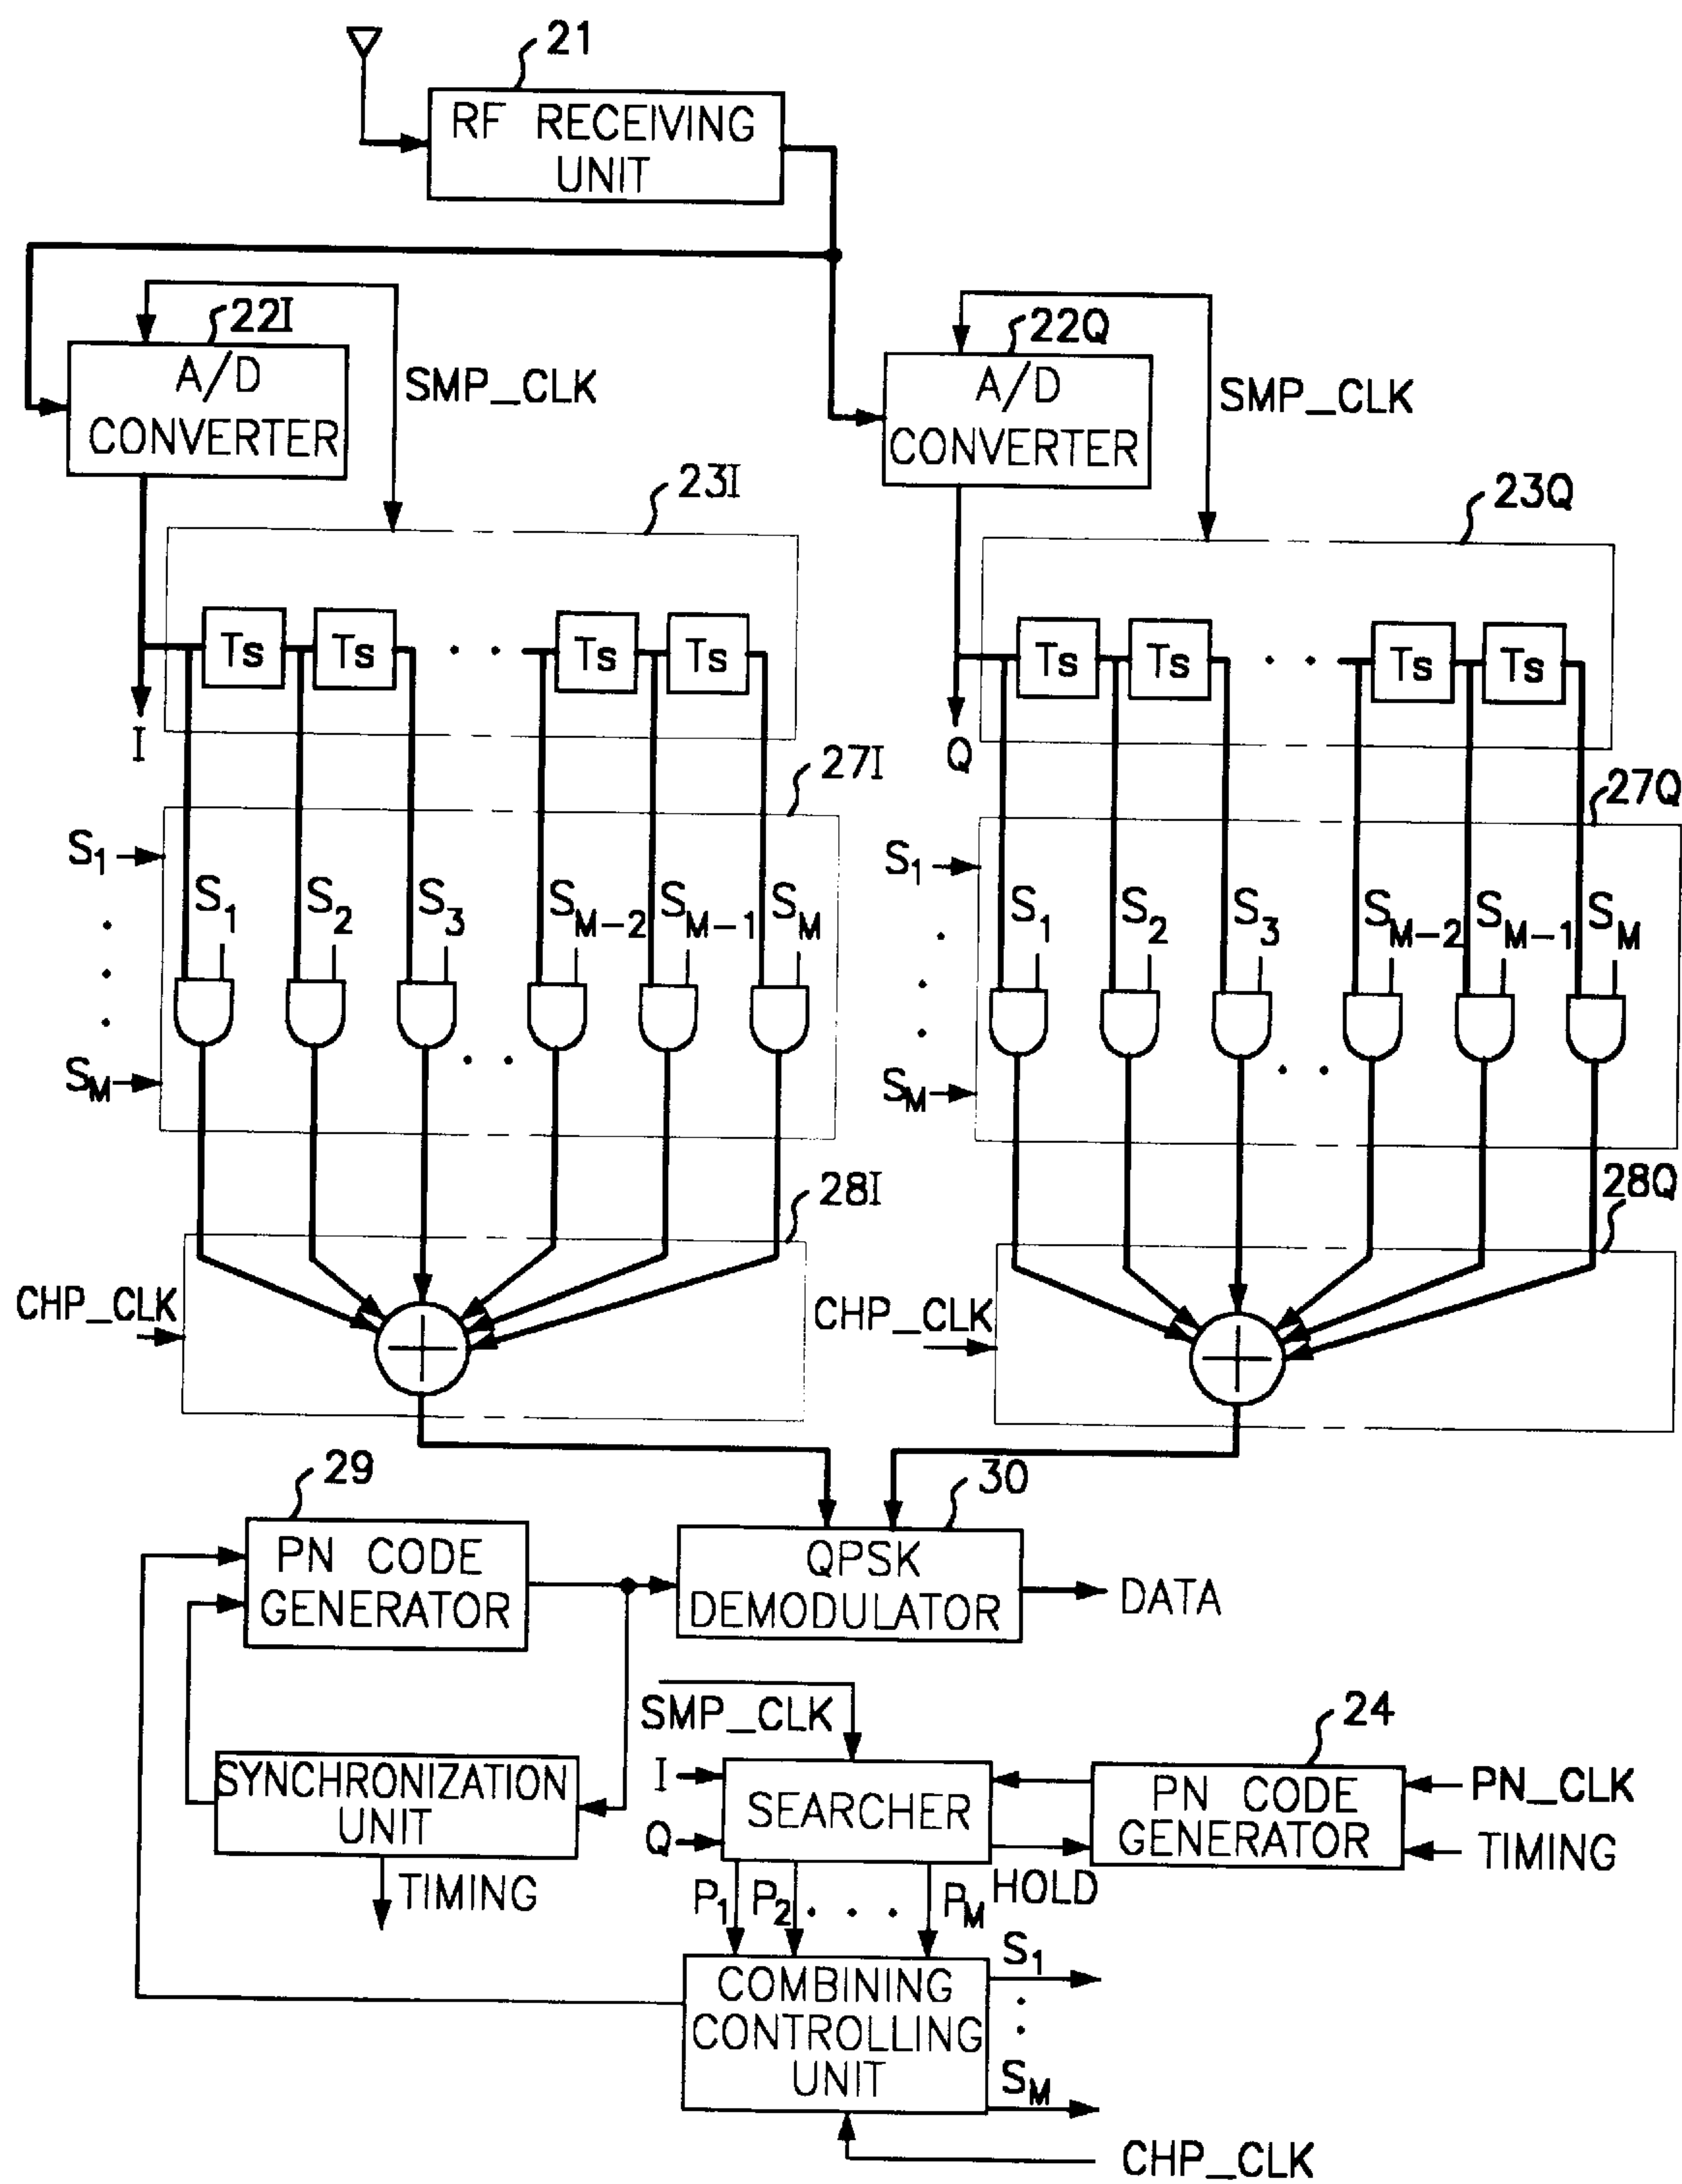 21
RF RECEIVING
UNIT
22I
A/D
CONVERTER
SMP_CLK
22Q
A/D
CONVERTER
SMP_CLK
23I
23Q
Ts Ts . . Ts Ts
Ts Ts . . Ts Ts
I
Q
27I
27Q
S1
S1 S2 S3 SM-2 SM-1 SM
SM
S1
S1 S2 S3 SM-2 SM-1 SM
SM
28I
28Q
CHP_CLK
CHP_CLK
29
PN CODE
GENERATOR
30
QPSK
DEMODULATOR
DATA
SMP_CLK
24
SYNCHRONIZATION
UNIT
TIMING
I
Q
SEARCHER
PN CODE
GENERATOR
PN_CLK
TIMING
HOLD
P1 P2 . . . PM
COMBINING
CONTROLLING
UNIT
S1
SM
CHP_CLK